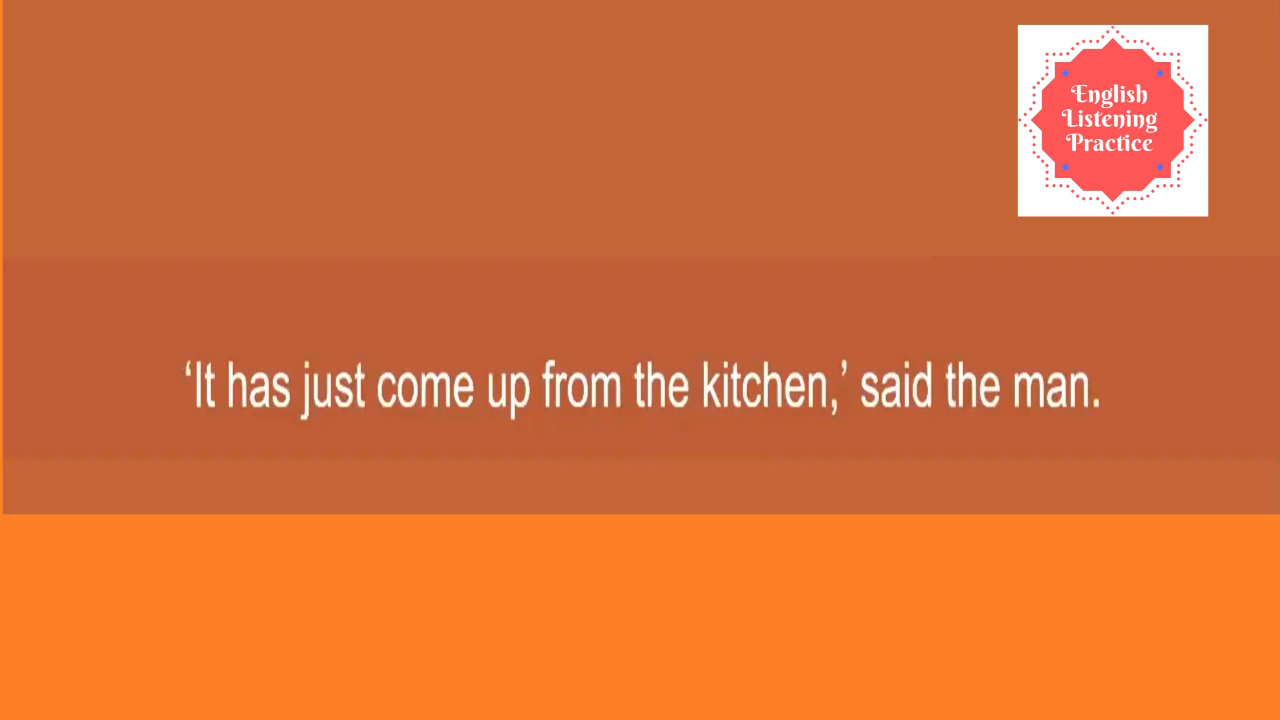 English
Listening
Practice
‘It has just come up from the kitchen,’ said the man.